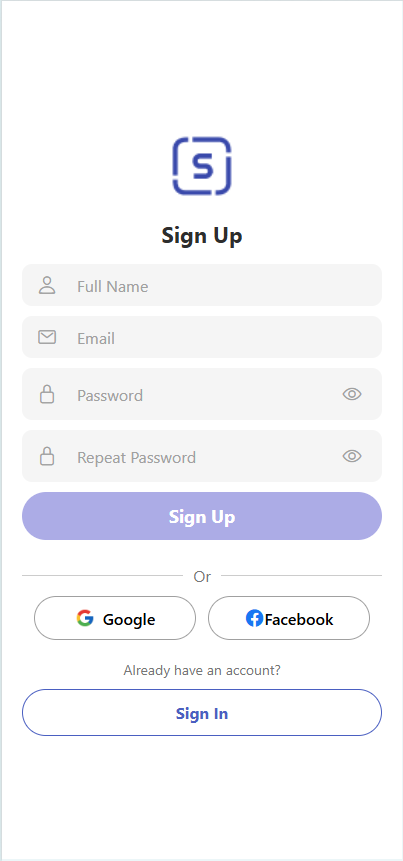 S
Sign Up
Full Name
Email
Password
Repeat Password
Sign Up
Or
Google
Facebook
Already have an account?
Sign In